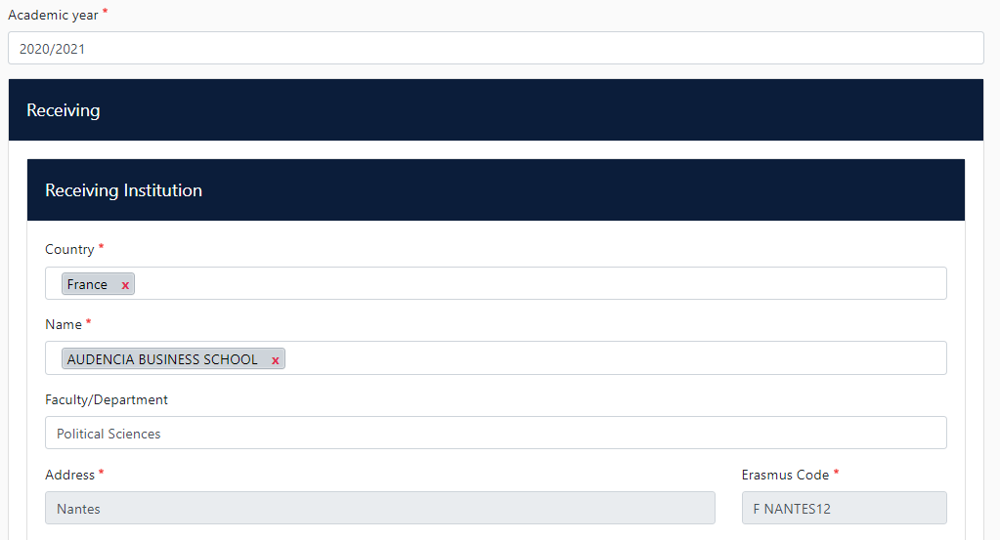 Academic year *
2020/2021
Receiving
Receiving Institution
Country *
France x
Name *
AUDENCIA BUSINESS SCHOOL x
Faculty/Department
Political Sciences
Address * Erasmus Code *
Nantes F NANTES12